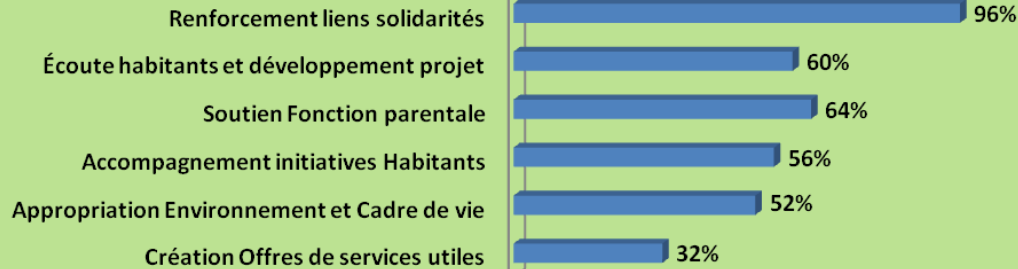 Renforcement liens solidarités 96%
Écoute habitants et développement projet 60%
Soutien Fonction parentale 64%
Accompagnement initiatives Habitants 56%
Appropriation Environnement et Cadre de vie 52%
Création Offres de services utiles 32%